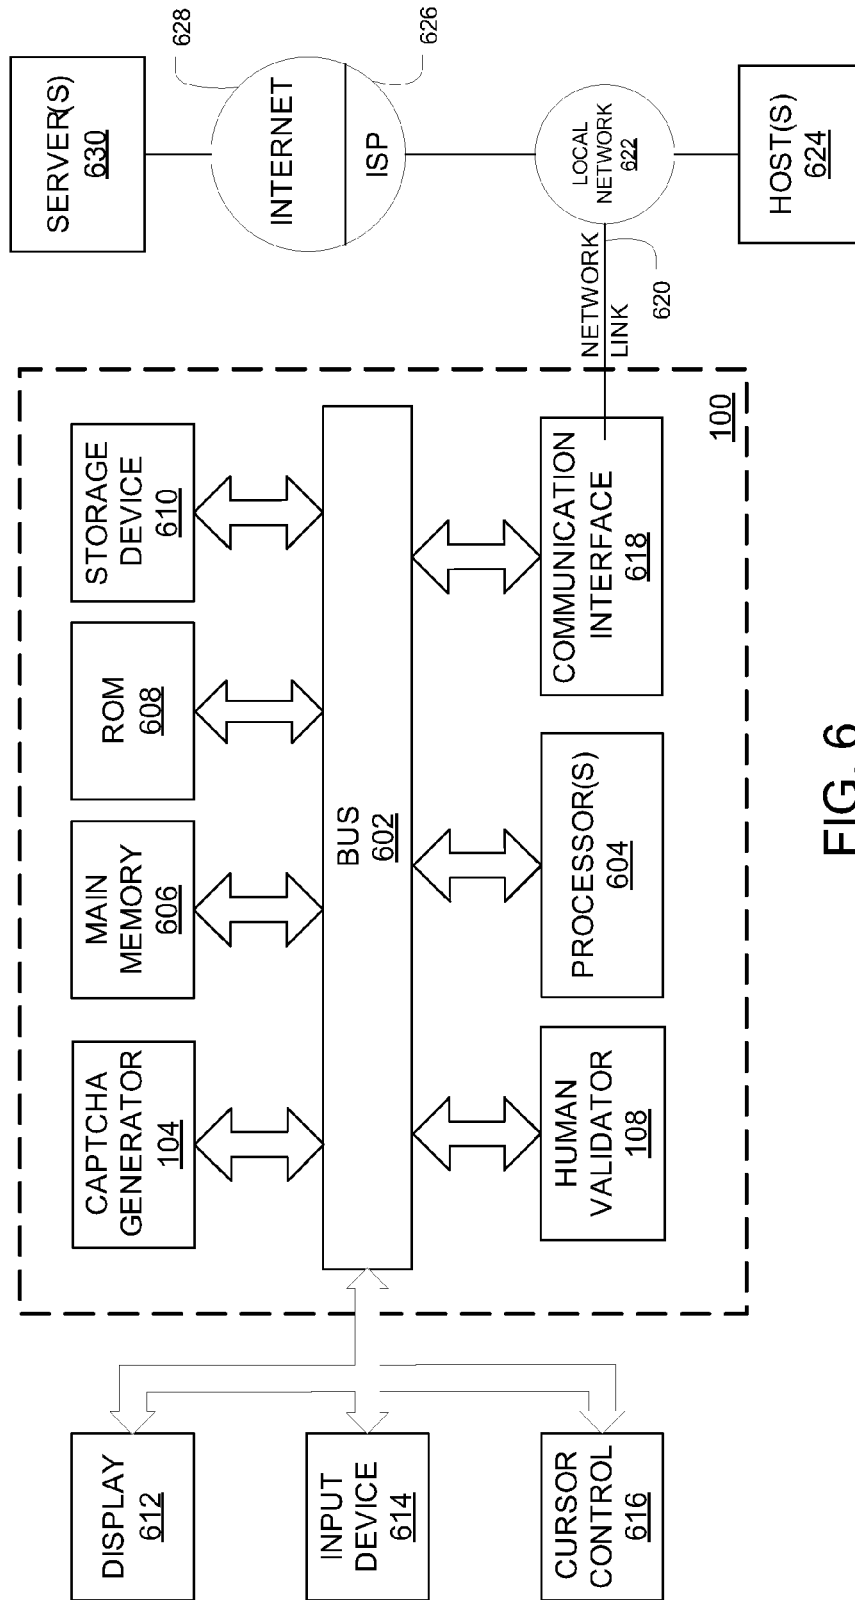 DISPLAY
612
INPUT
DEVICE
614
CURSOR
CONTROL
616
CAPTCHA
GENERATOR
104
MAIN
MEMORY
606
ROM
608
STORAGE
DEVICE
610
BUS
602
HUMAN
VALIDATOR
108
PROCESSOR(S)
604
COMMUNICATION
INTERFACE
618
100
NETWORK
LINK
620
SERVER(S)
630
628
INTERNET
ISP
626
LOCAL
NETWORK
622
HOST(S)
624
FIG. 6